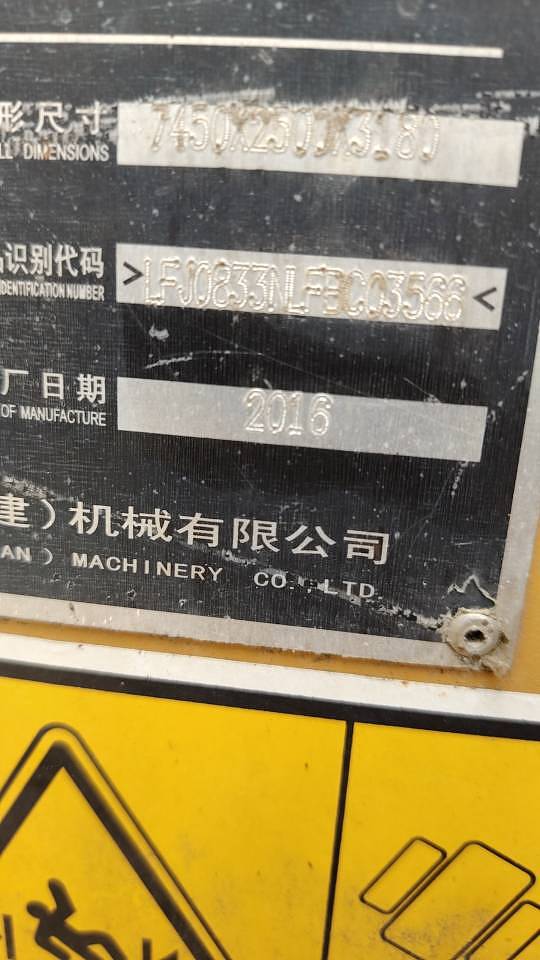 形尺寸 7450X2500X3180
LL DIMENSIONS
识别代码 >LFJ0833NLFBC03566<
IDENTIFICATION NUMBER
厂日期 2016
OF MANUFACTURE
建）机械有限公司
AN ) MACHINERY CO., LTD